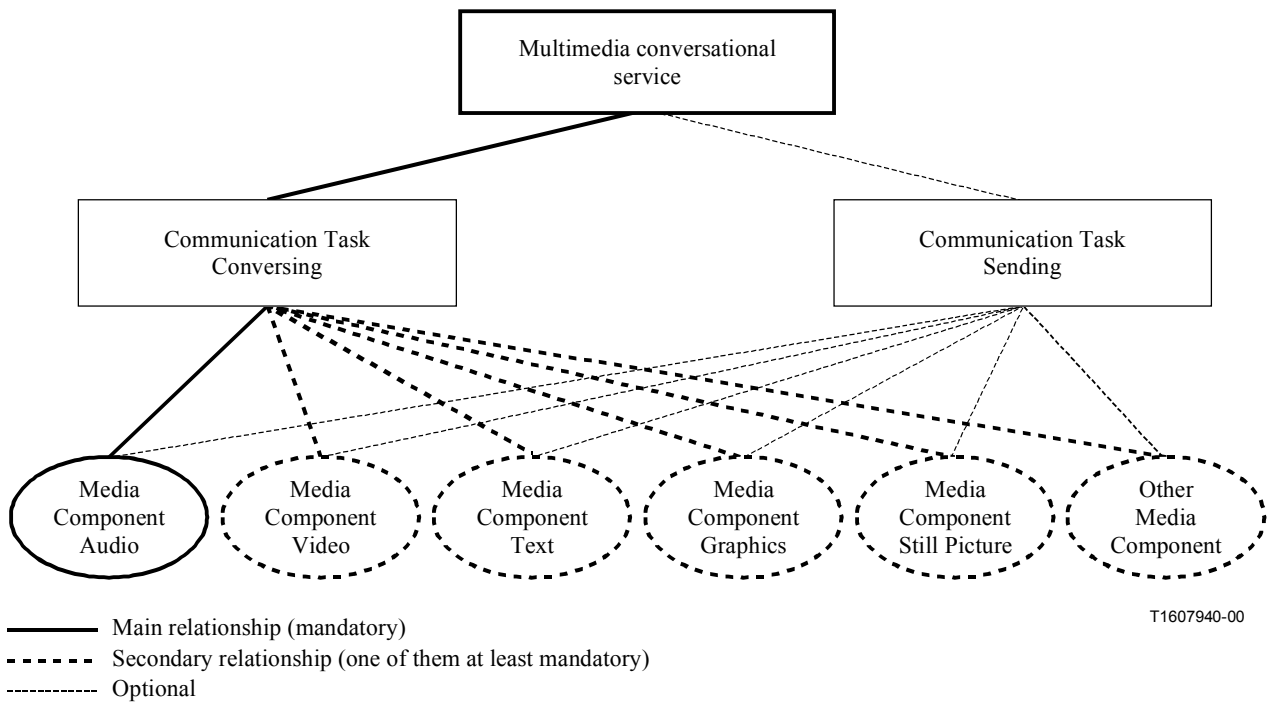 Multimedia conversational
service
Communication Task
Conversing
Communication Task
Sending
Media
Component
Audio
Media
Component
Video
Media
Component
Text
Media
Component
Graphics
Media
Component
Still Picture
Other
Media
Component
T1607940-00
Main relationship (mandatory)
Secondary relationship (one of them at least mandatory)
Optional